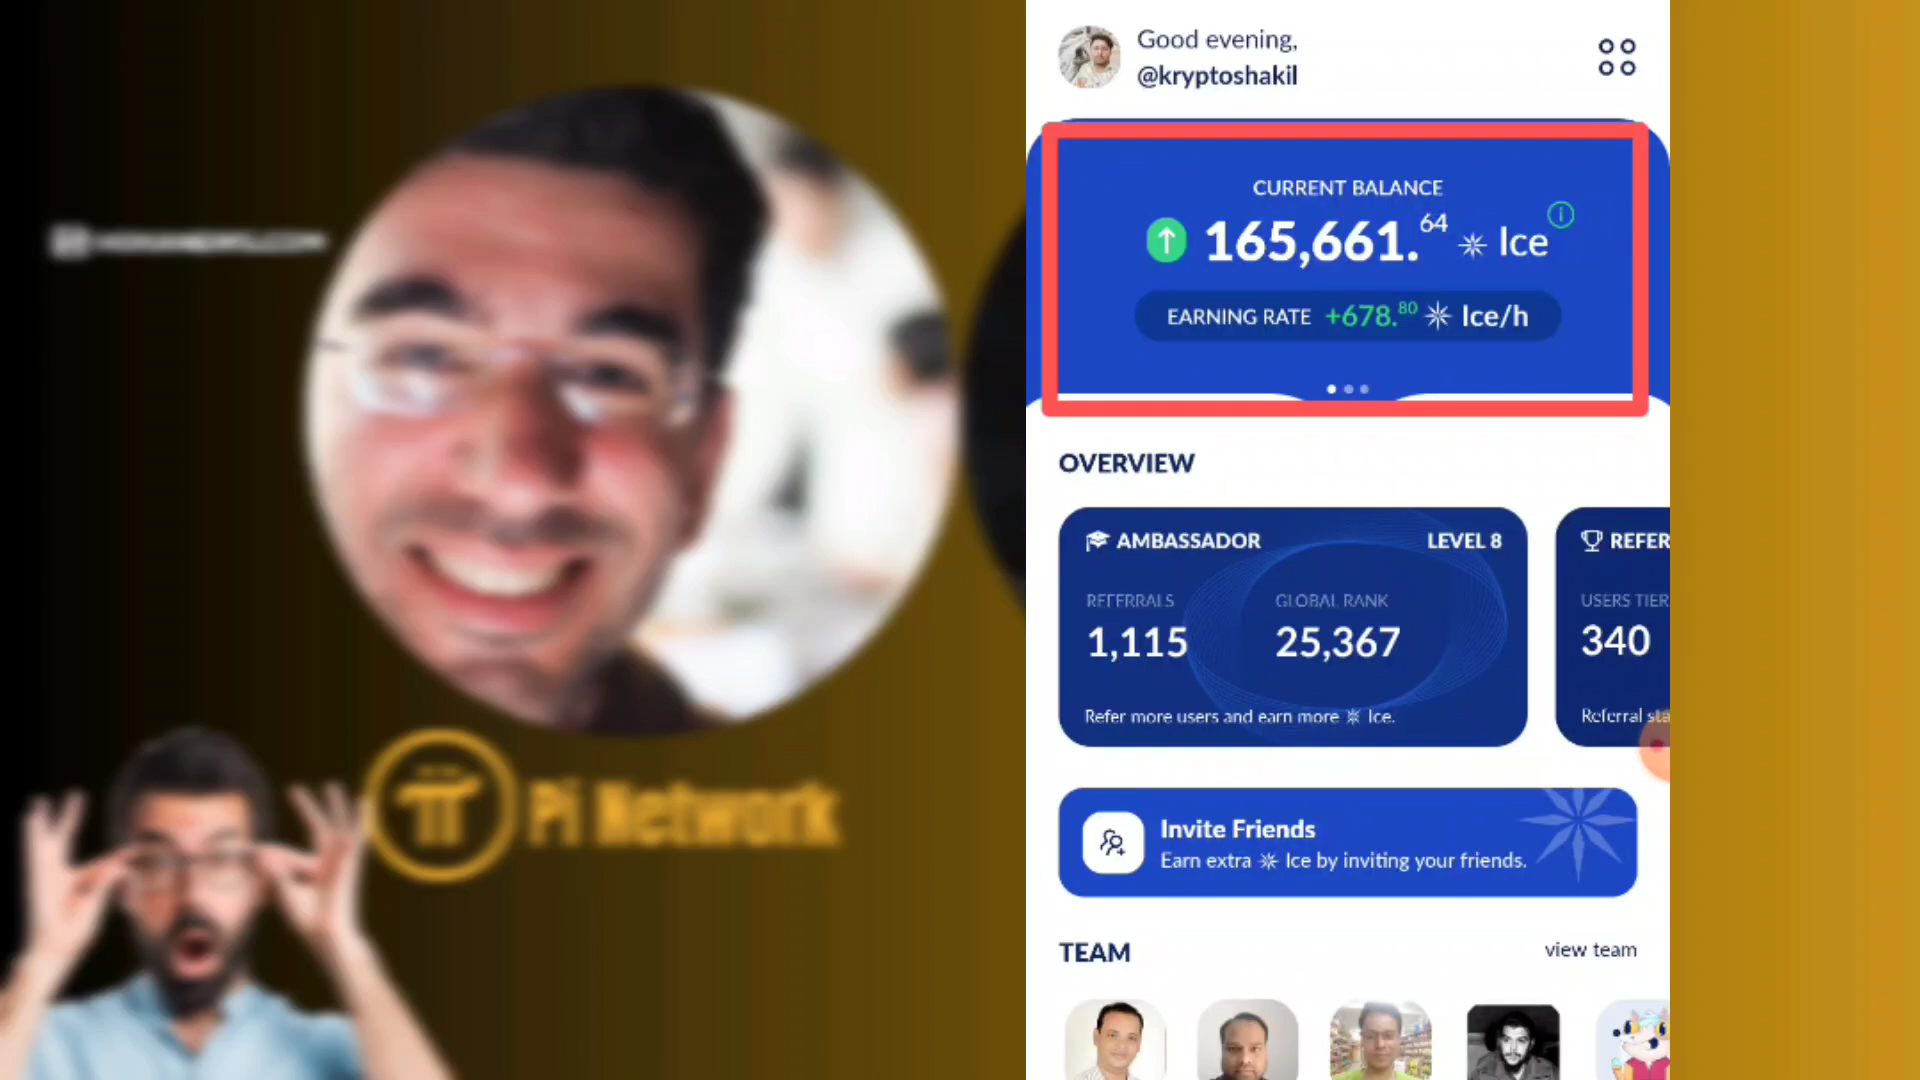 Good evening,
@kryptoshakil
CURRENT BALANCE
165,661.64 Ice
EARNING RATE +678.80 Ice/h
OVERVIEW
AMBASSADOR LEVEL 8
REFERRALS GLOBAL RANK
1,115 25,367
Refer more users and earn more Ice.
REFER
USERS TIER
340
Referral sta
Invite Friends
Earn extra Ice by inviting your friends.
TEAM view team
Pi Network